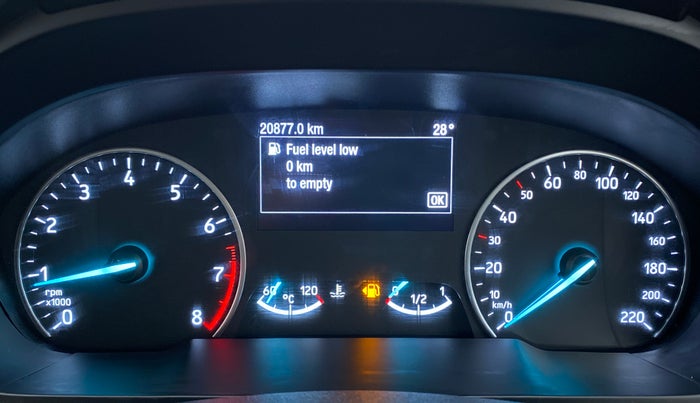 20877.0 km 28°
Fuel level low
0 km
to empty
OK
0 1 2 3 4 5 6 7 8
rpm
x1000
60 120
°C
0 1/2 1
0 10 20 30 40 50 60 80 100 120 140 160 180 200 220
km/h